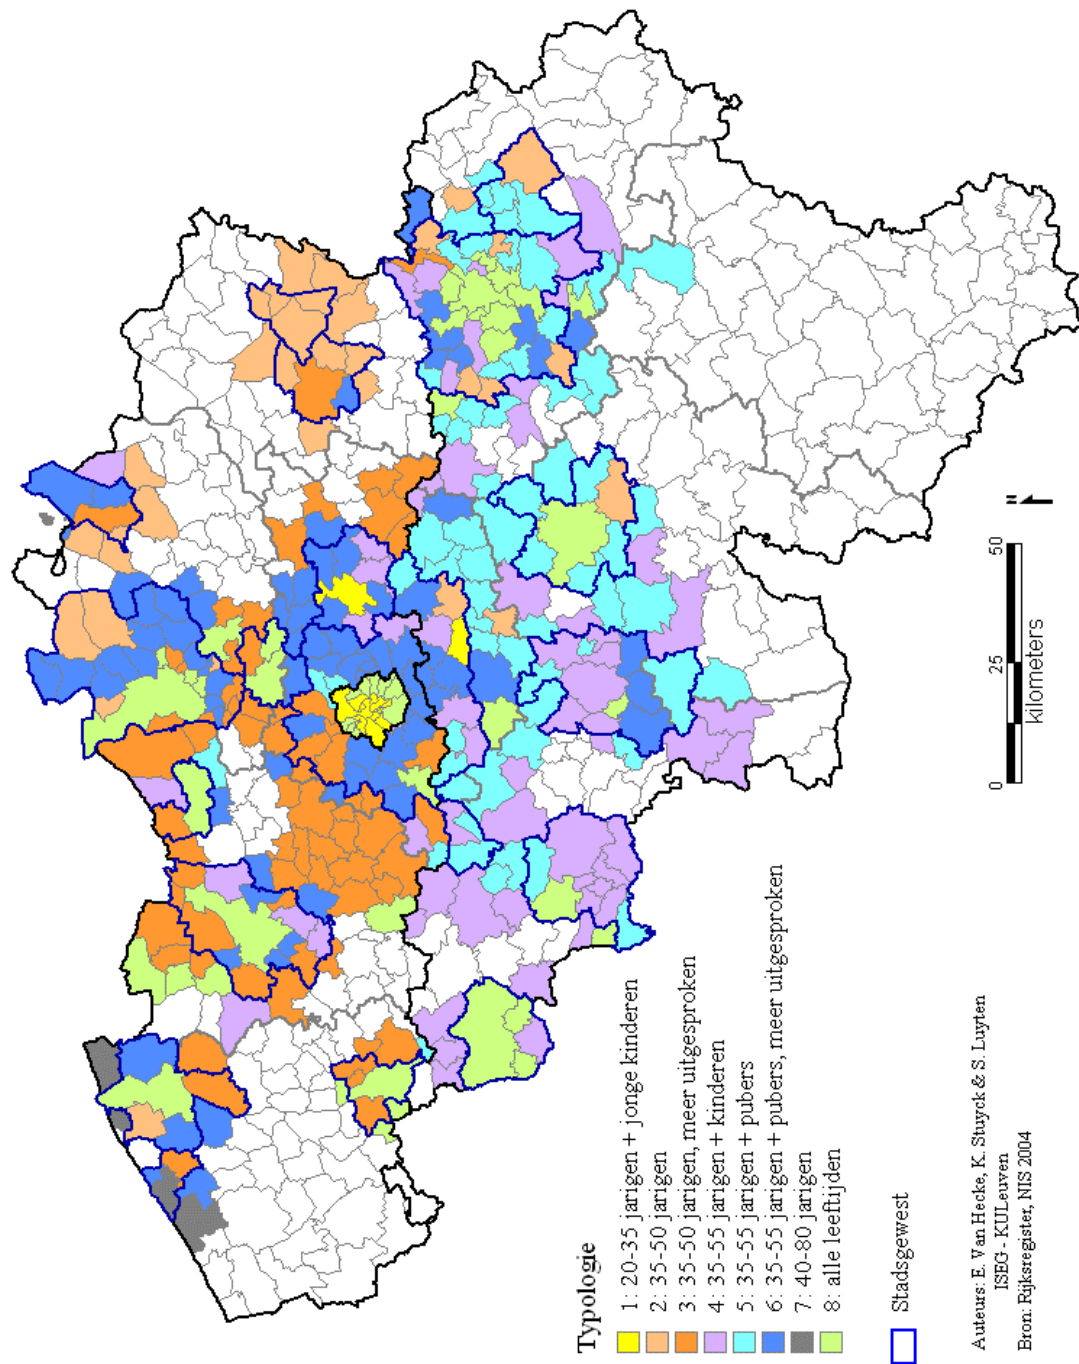 Typologie
1: 20-35 jarigen + jonge kinderen
2: 35-50 jarigen
3: 35-50 jarigen, meer uitgesproken
4: 35-55 jarigen + kinderen
5: 35-55 jarigen + pubers
6: 35-55 jarigen + pubers, meer uitgesproken
7: 40-80 jarigen
8: alle leeftijden
Stadsgewest
Auteurs: E. Van Hecke, K. Stuyck & S. Luyten
ISEG - KULeuven
Bron: Rijksregister, NIS 2004
0 25 50
kilometers
N